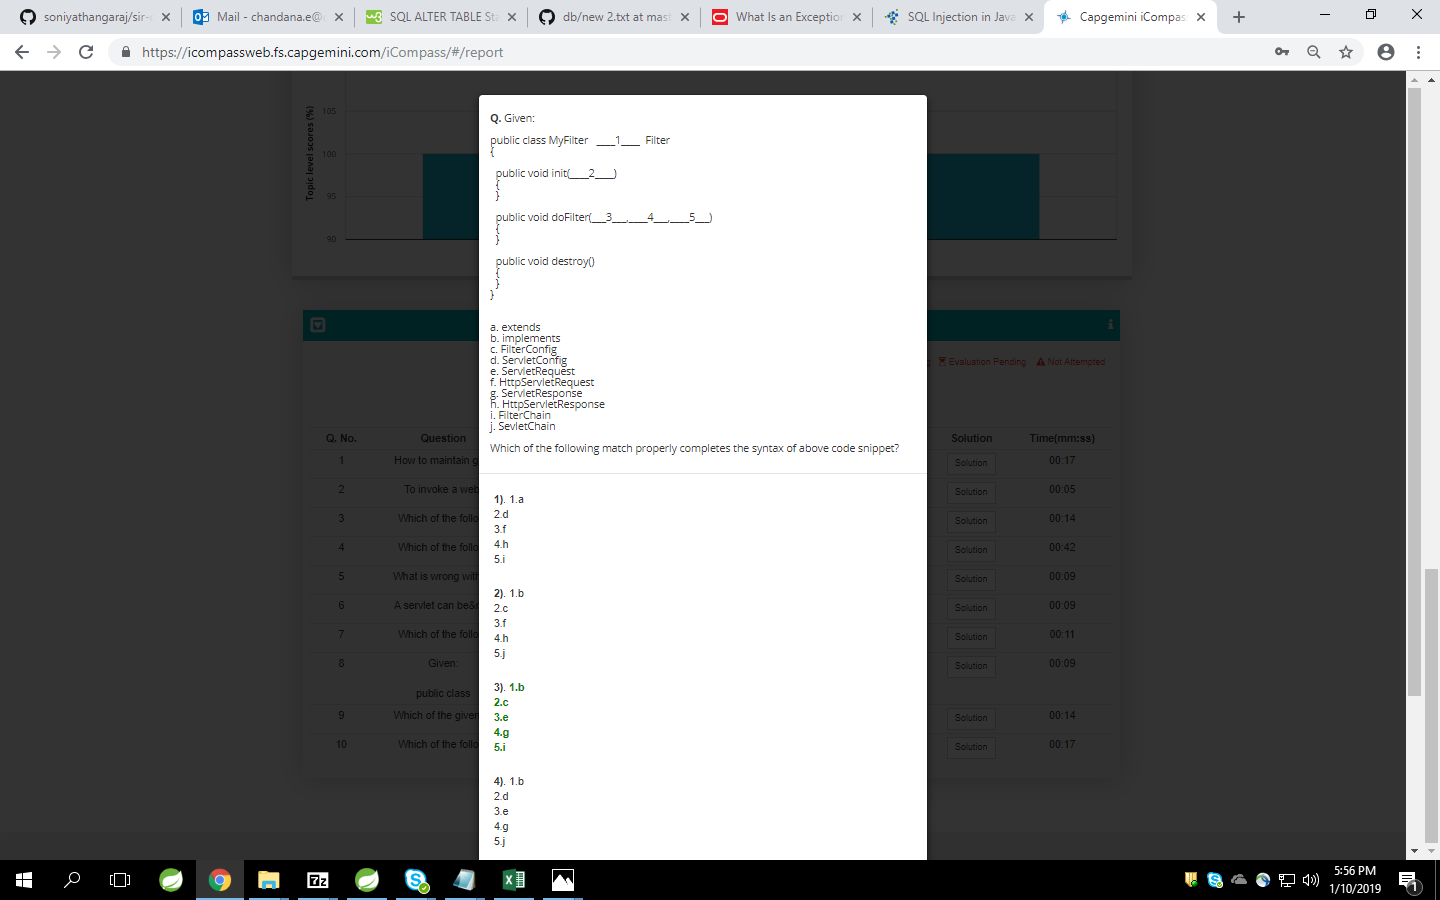 soniyathangaraj/sir-
Mail - chandana.e@
SQL ALTER TABLE Sta
db/new 2.txt at mast
What Is an Exception
SQL Injection in Java
Capgemini iCompas
https://icompassweb.fs.capgemini.com/iCompass/#/report
Topic level scores (%)
105
100
95
90
Q. Given:
public class MyFilter ____1____ Filter
{
public void init(____2____)
{
}
public void doFilter(___3___,____4___,____5___)
{
}
public void destroy()
{
}
}
a. extends
b. implements
c. FilterConfig
d. ServletConfig
e. ServletRequest
f. HttpServletRequest
g. ServletResponse
h. HttpServletResponse
i. FilterChain
j. SevletChain
Which of the following match properly completes the syntax of above code snippet?
1). 1.a
2.d
3.f
4.h
5.i
2). 1.b
2.c
3.f
4.h
5.j
3). 1.b
2.c
3.e
4.g
5.i
4). 1.b
2.d
3.e
4.g
5.j
Evaluation Pending Not Attempted
Q. No. Question Solution Time(mm:ss)
1 How to maintain g Solution 00:17
2 To invoke a web Solution 00:05
3 Which of the follo Solution 00:14
4 Which of the follo Solution 00:42
5 What is wrong with Solution 00:09
6 A servlet can be& Solution 00:09
7 Which of the follo Solution 00:11
8 Given: Solution 00:09
public class
9 Which of the given Solution 00:14
10 Which of the follo Solution 00:17
5:56 PM
1/10/2019